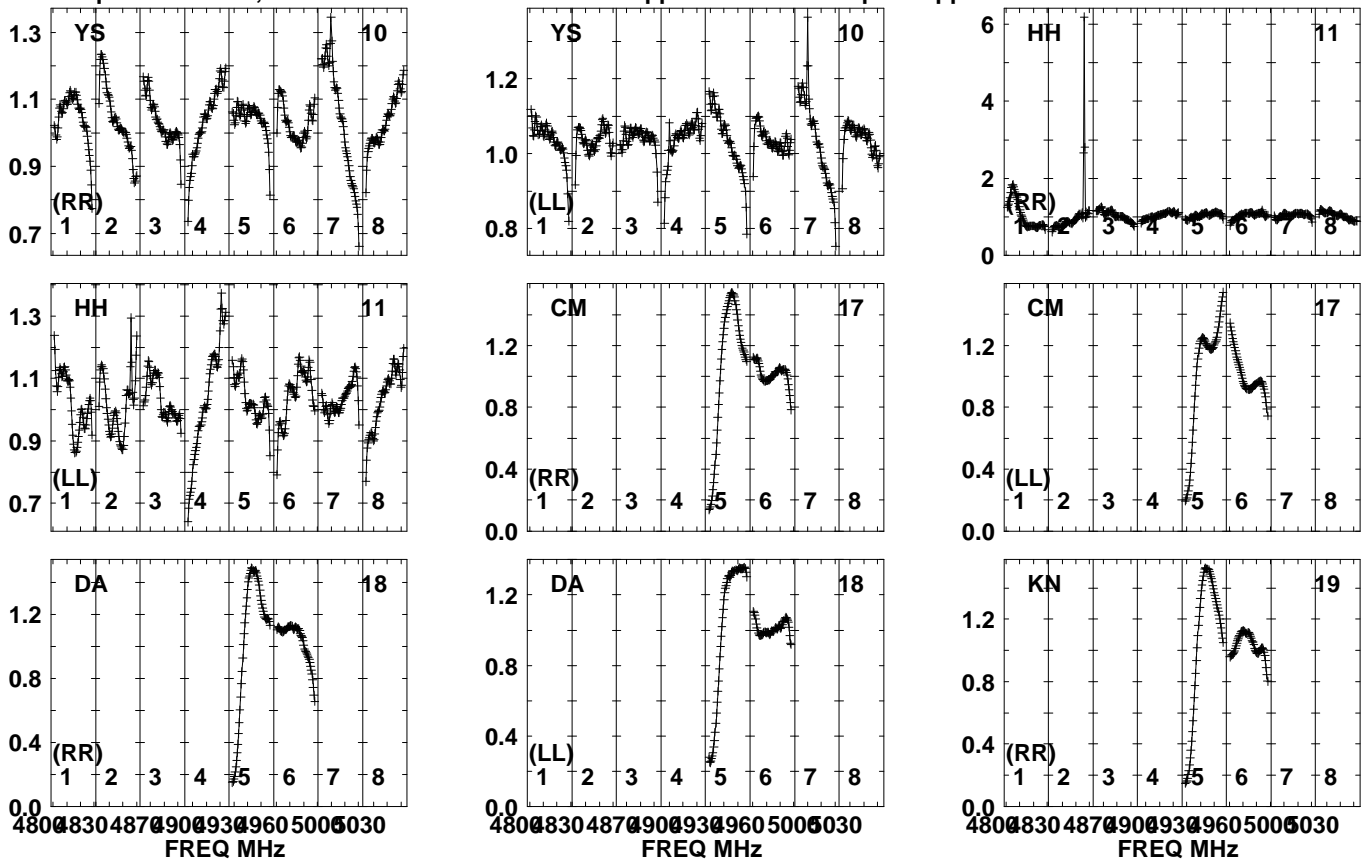 1.3 YS 10
1.1
0.9
(RR)
0.7 1 2 3 4 5 6 7 8
YS 10
1.2
1.0
(LL)
0.8 1 2 3 4 5 6 7 8
6 HH 11
4
2
(RR)
1 2 3 4 5 6 7 8
0
HH 11
1.3
1.1
0.9
(LL)
0.7 1 2 3 4 5 6 7 8
CM 17
1.2
0.8
0.4 (RR)
1 2 3 4 5 6 7 8
0.0
CM 17
1.2
0.8
0.4 (LL)
1 2 3 4 5 6 7 8
0.0
DA 18
1.2
0.8
0.4 (RR)
1 2 3 4 5 6 7 8
0.0
4800 4830 4870 4900 4930 4960 5000 5030
FREQ MHz
DA 18
1.2
0.8
0.4 (LL)
1 2 3 4 5 6 7 8
0.0
4800 4830 4870 4900 4930 4960 5000 5030
FREQ MHz
KN 19
1.2
0.8
0.4 (RR)
1 2 3 4 5 6 7 8
0.0
4800 4830 4870 4900 4930 4960 5000 5030
FREQ MHz